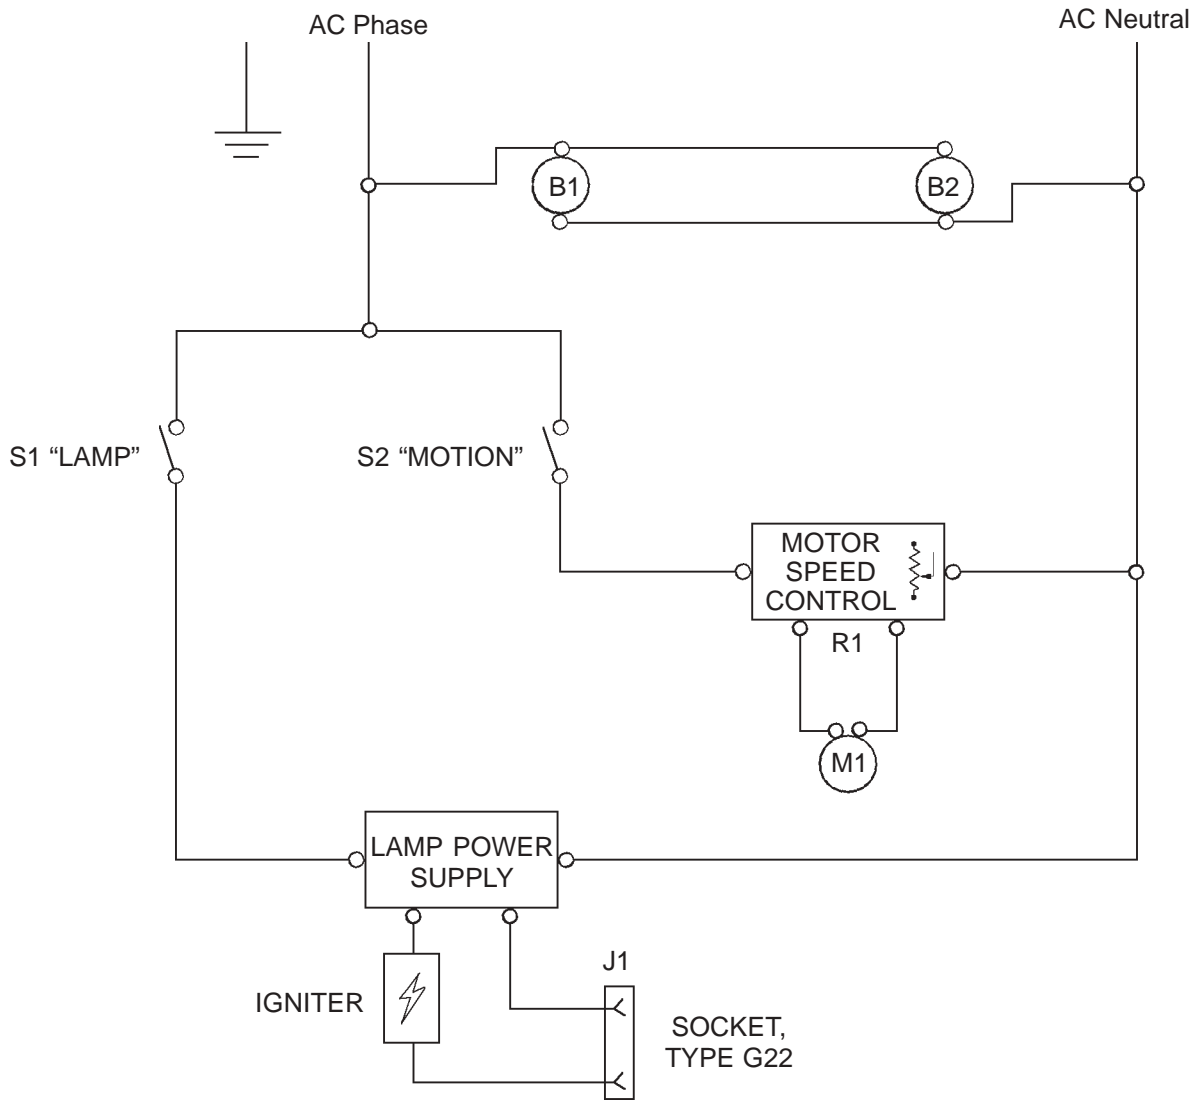 AC Phase
AC Neutral
B1
B2
S1 “LAMP”
S2 “MOTION”
MOTOR
SPEED
CONTROL
R1
M1
LAMP POWER
SUPPLY
J1
IGNITER
SOCKET,
TYPE G22